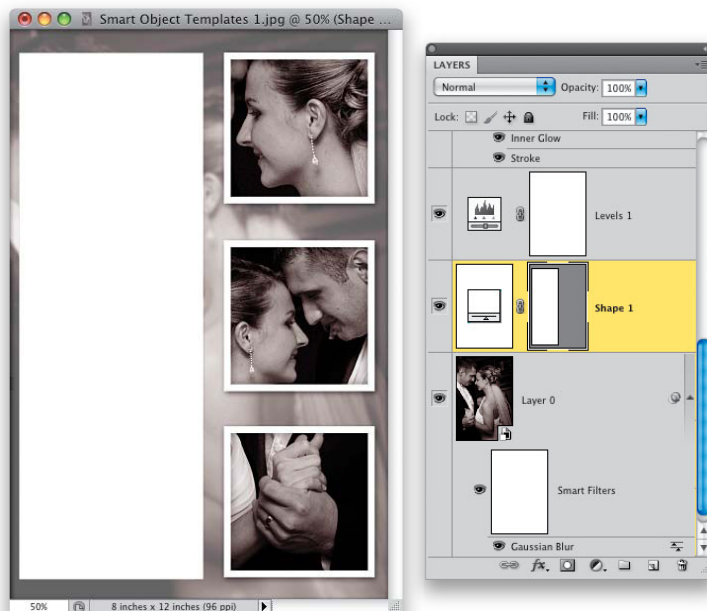 Smart Object Templates 1.jpg @ 50% (Shape ...
50%
8 inches x 12 inches (96 ppi)
LAYERS
Normal
Opacity: 100%
Lock:
Fill: 100%
Inner Glow
Stroke
Levels 1
Shape 1
Layer 0
Smart Filters
Gaussian Blur
fx.